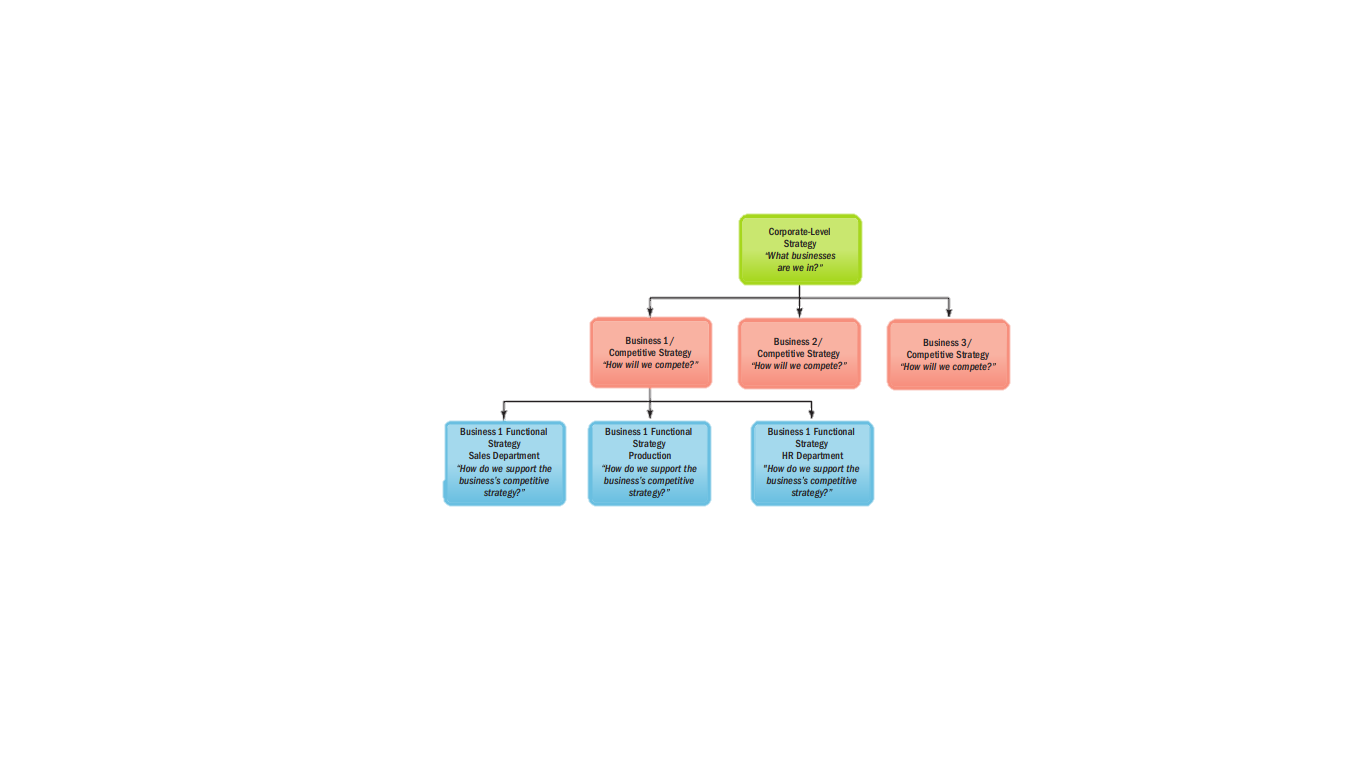 Corporate-Level
Strategy
“What businesses
are we in?”
Business 1/
Competitive Strategy
“How will we compete?”
Business 2/
Competitive Strategy
“How will we compete?”
Business 3/
Competitive Strategy
“How will we compete?”
Business 1 Functional
Strategy
Sales Department
“How do we support the
business’s competitive
strategy?”
Business 1 Functional
Strategy
Production
“How do we support the
business’s competitive
strategy?”
Business 1 Functional
Strategy
HR Department
"How do we support the
business’s competitive
strategy?”